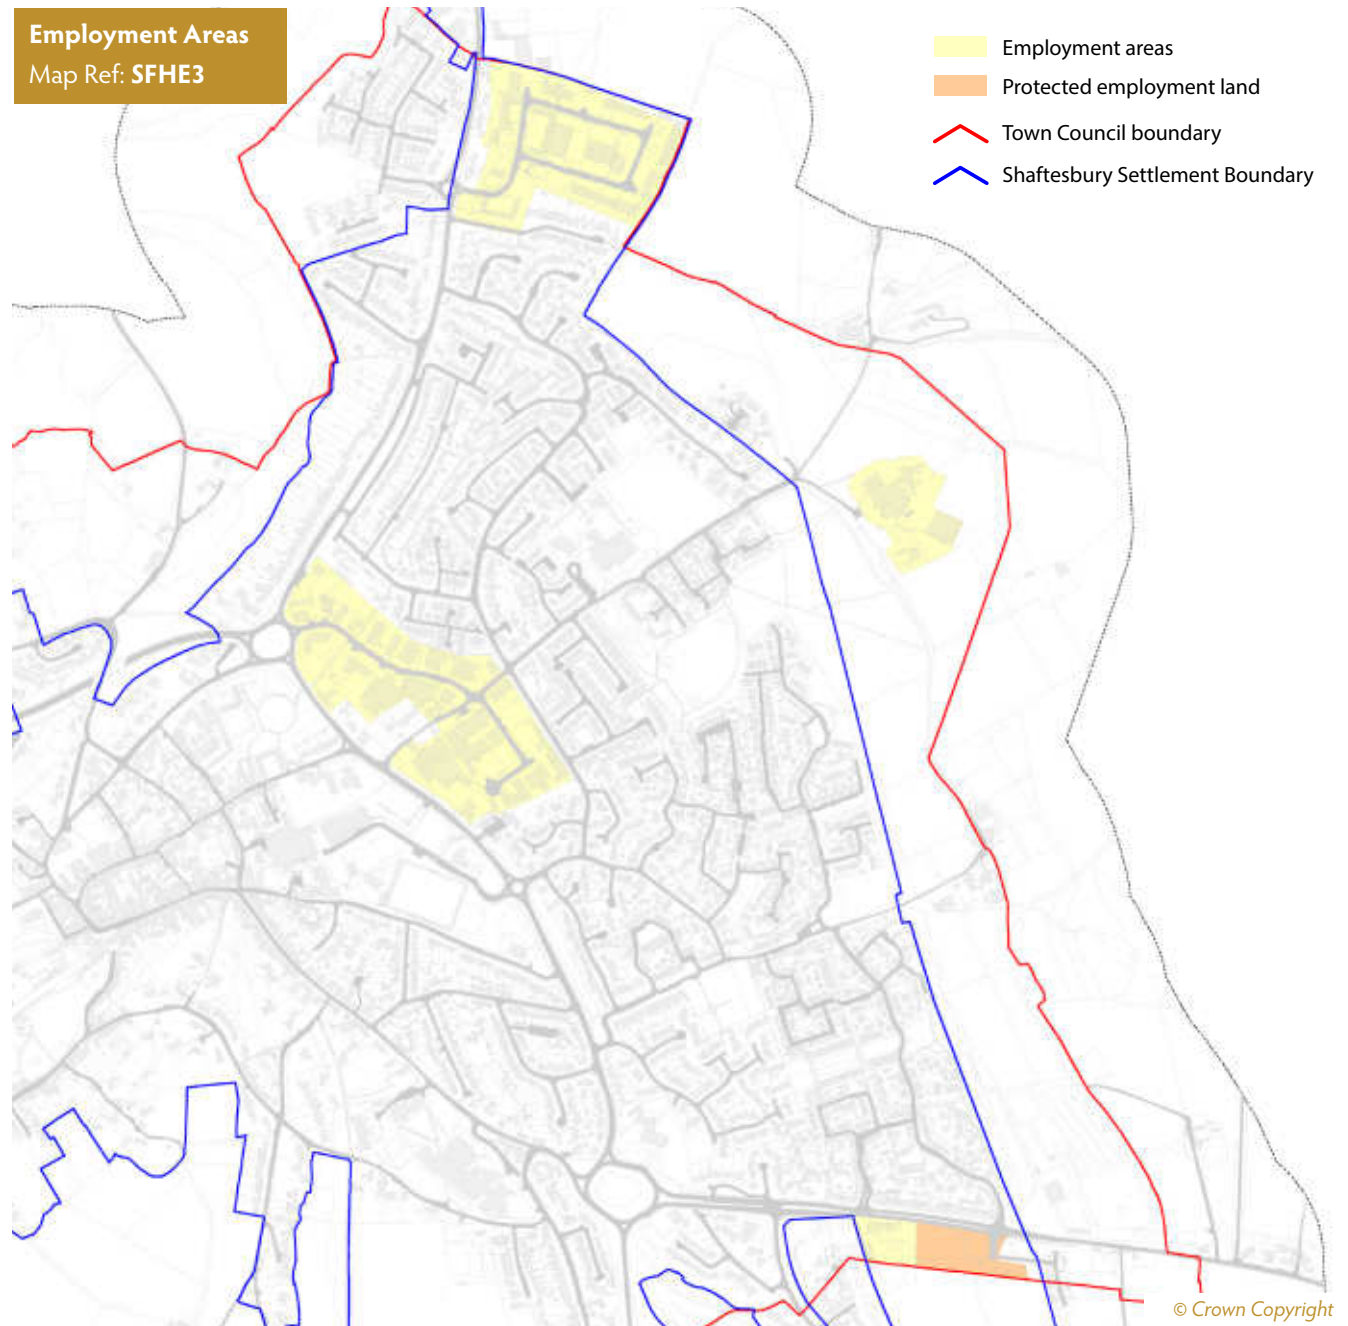 Employment Areas
Map Ref: SFHE3
Employment areas
Protected employment land
Town Council boundary
Shaftesbury Settlement Boundary
© Crown Copyright